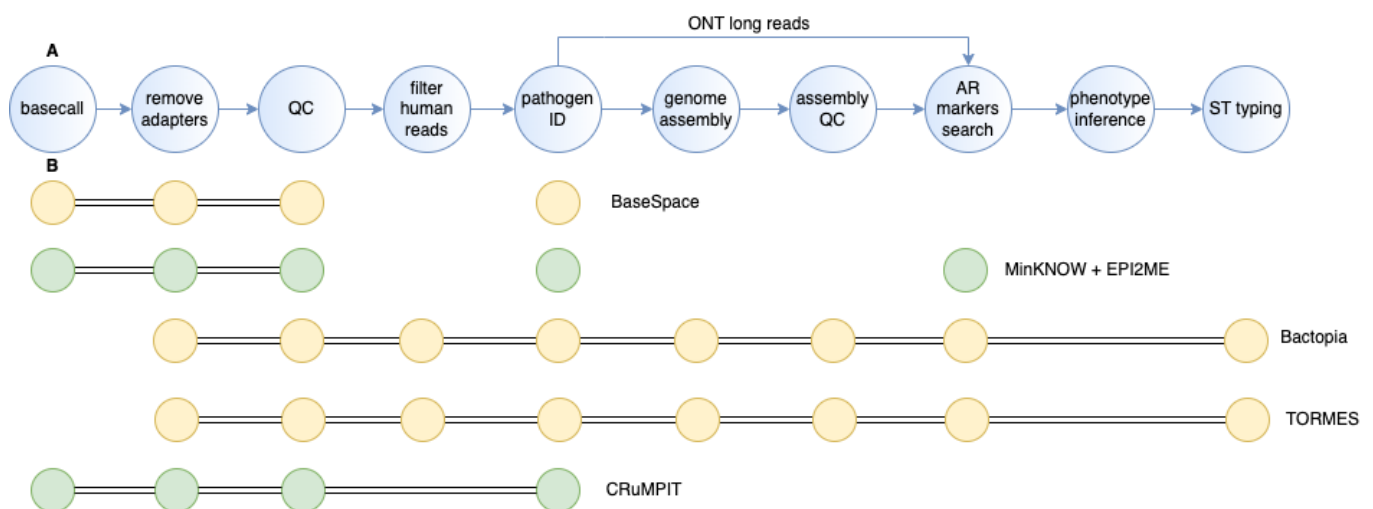 ONT long reads
A
basecall
remove
adapters
QC
filter
human
reads
pathogen
ID
genome
assembly
assembly
QC
AR
markers
search
phenotype
inference
ST typing
B
BaseSpace
MinKNOW + EPI2ME
Bactopia
TORMES
CRuMPIT